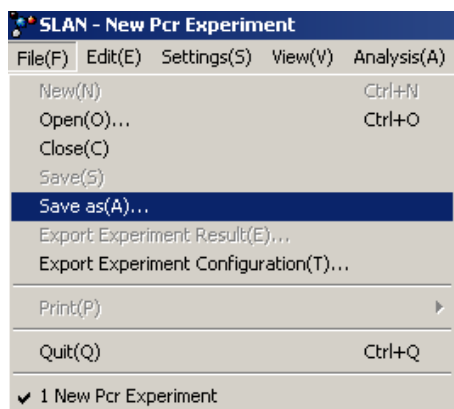 SLAN - New Pcr Experiment
File(F) Edit(E) Settings(S) View(V) Analysis(A)
New(N) Ctrl+N
Open(O)... Ctrl+O
Close(C)
Save(S)
Save as(A)...
Export Experiment Result(E)...
Export Experiment Configuration(T)...
Print(P)
Quit(Q) Ctrl+Q
1 New Pcr Experiment